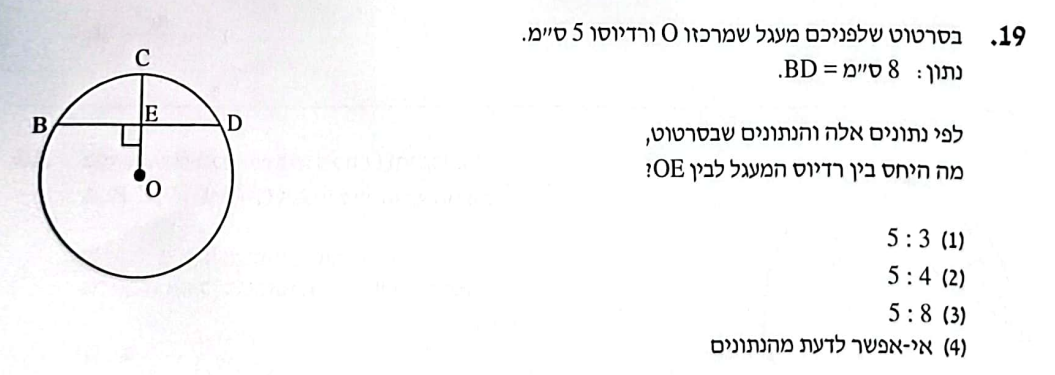 19. בסרטוט שלפניכם מעגל שמרכזו O ורדיוסו 5 ס״מ.
נתון: 8 ס״מ = BD.
לפי נתונים אלה והנתונים שבסרטוט,
מה היחס בין רדיוס המעגל לבין OE?
(1) 5 : 3
(2) 5 : 4
(3) 5 : 8
(4) אי-אפשר לדעת מהנתונים
C
B E D
O